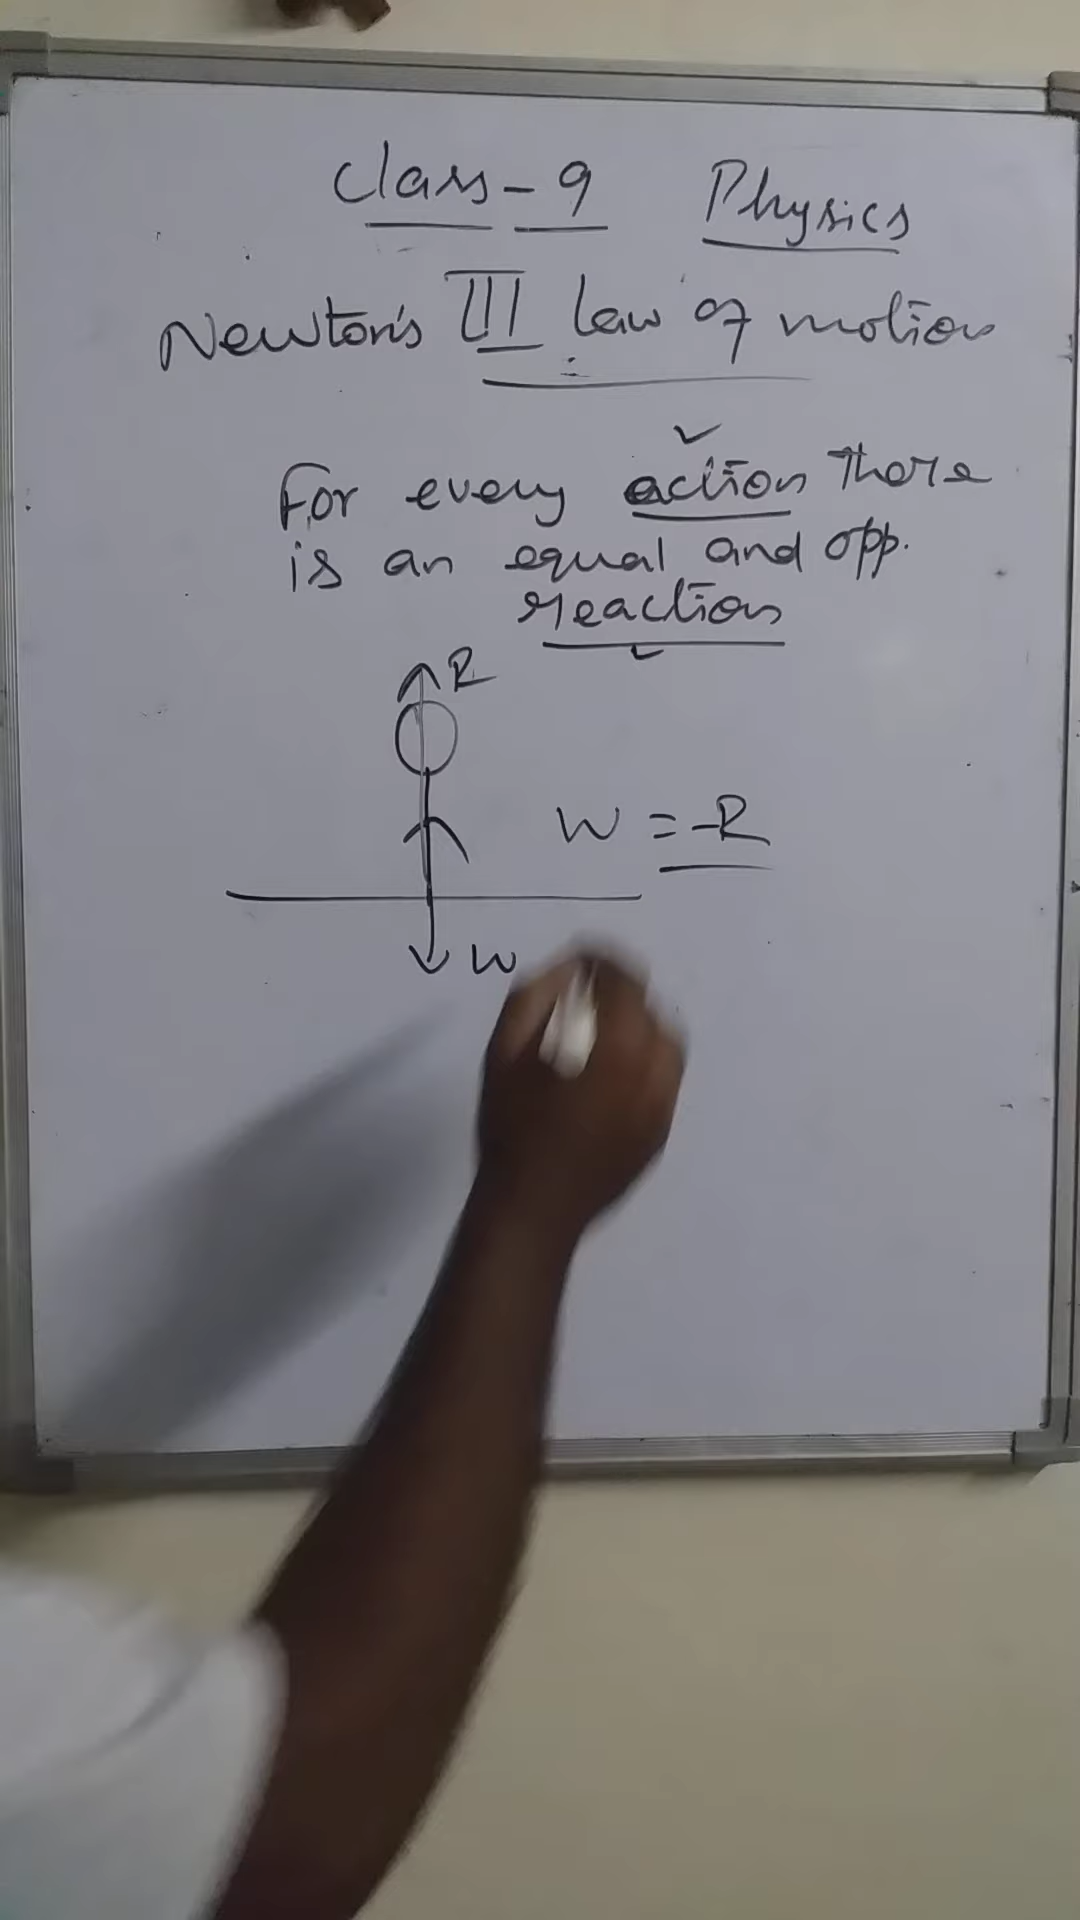 Class-9 Physics
Newton's III law of motion
For every action there
is an equal and opp.
reaction
R
W = -R
W